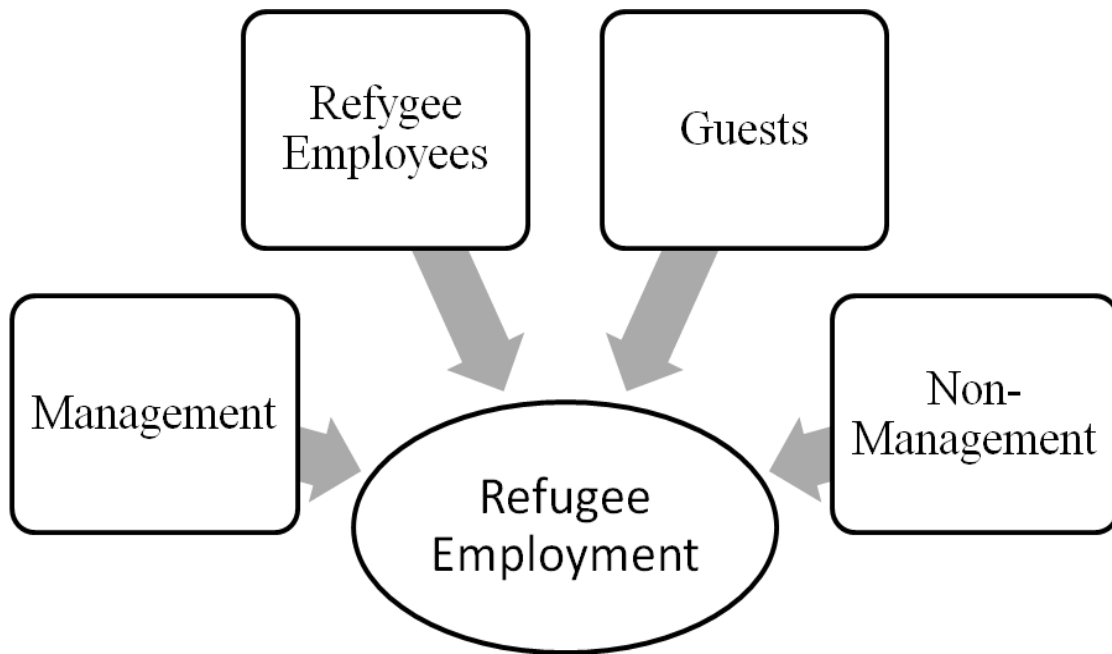 Refygee
Employees
Guests
Management
Non-
Management
Refugee
Employment